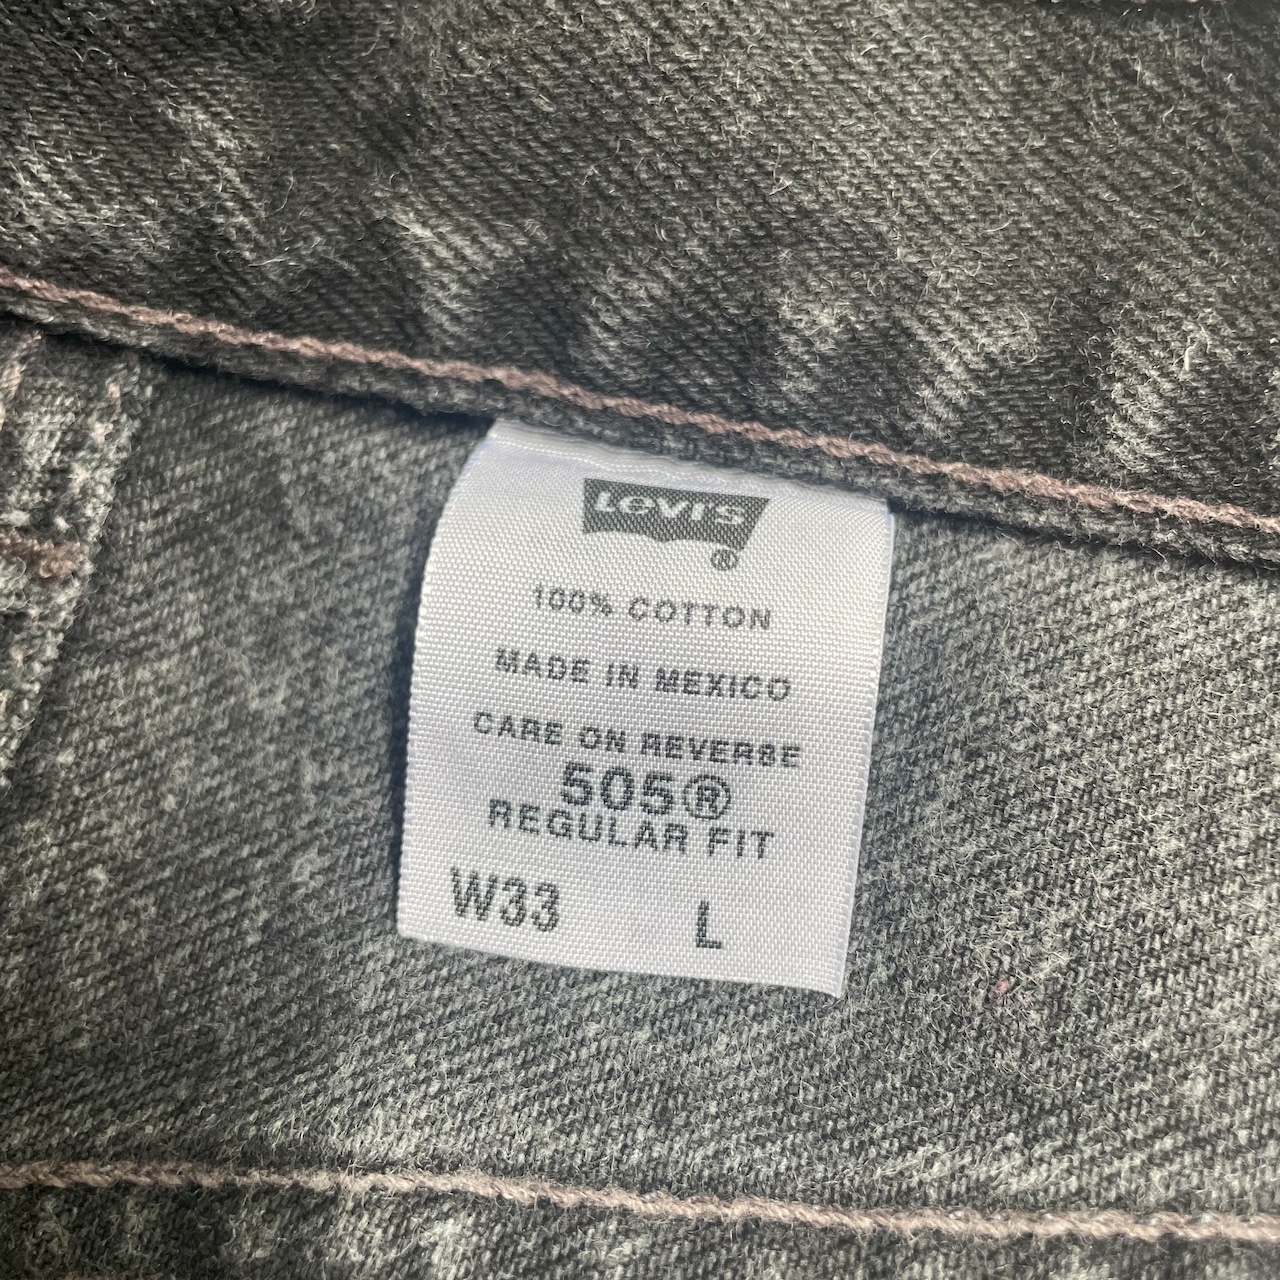 Levi's
®
100% COTTON
MADE IN MEXICO
CARE ON REVERSE
505®
REGULAR FIT
W33 L